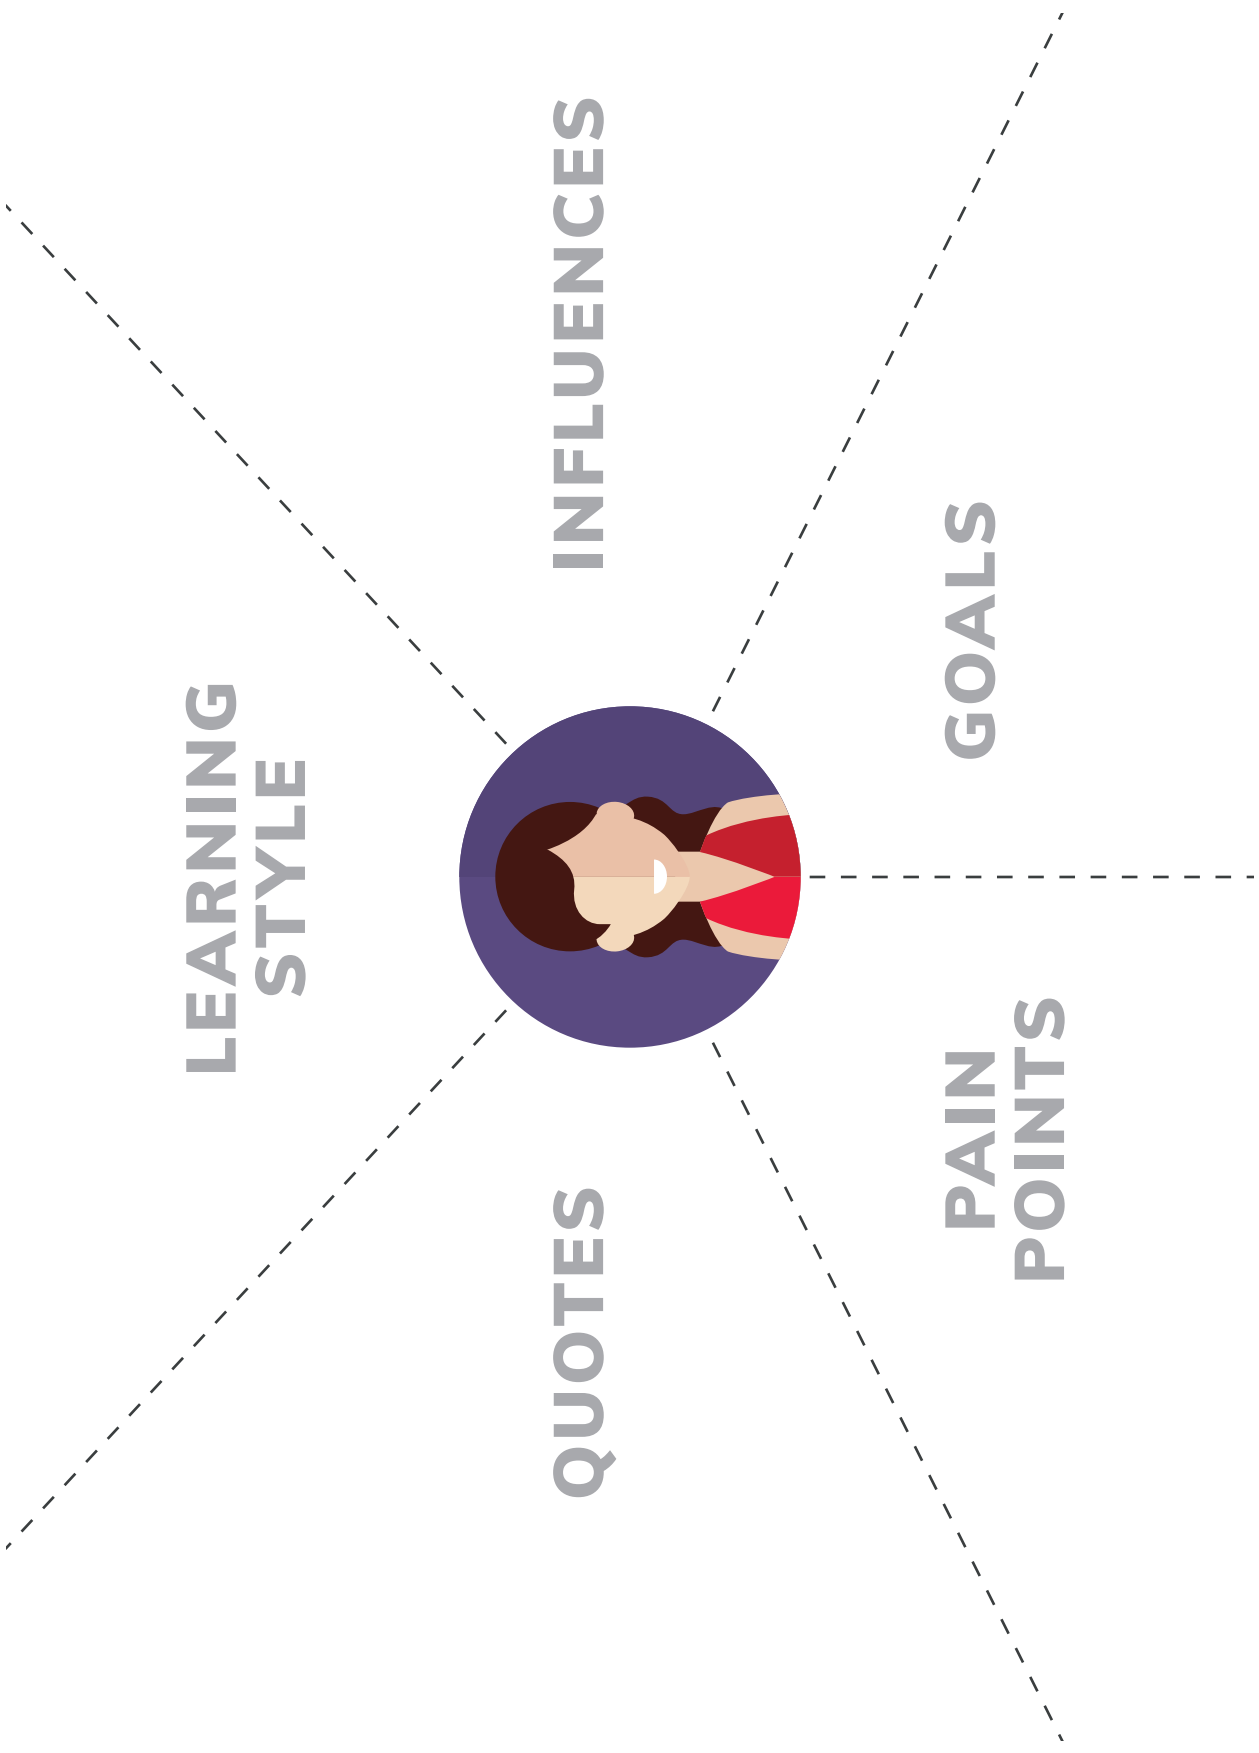 LEARNING
STYLE
QUOTES
INFLUENCES
PAIN
POINTS
GOALS